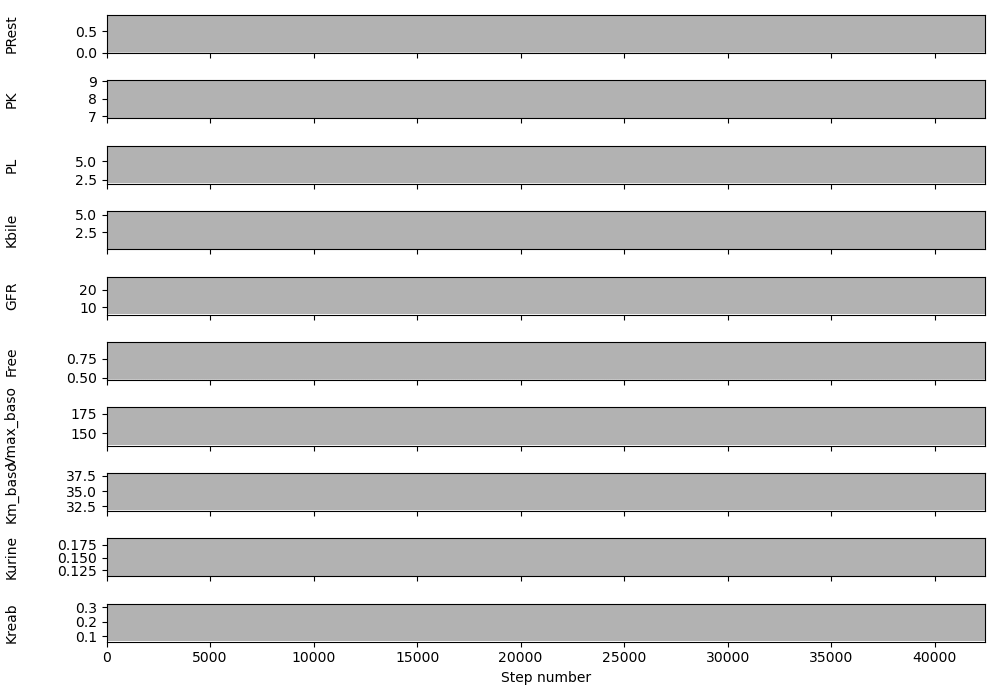 PRest
0.5
0.0
PK
9
8
7
PL
5.0
2.5
Kbile
5.0
2.5
GFR
20
10
Free
0.75
0.50
Vmax_baso
175
150
Km_baso
37.5
35.0
32.5
Kurine
0.175
0.150
0.125
Kreab
0.3
0.2
0.1
0 5000 10000 15000 20000 25000 30000 35000 40000
Step number